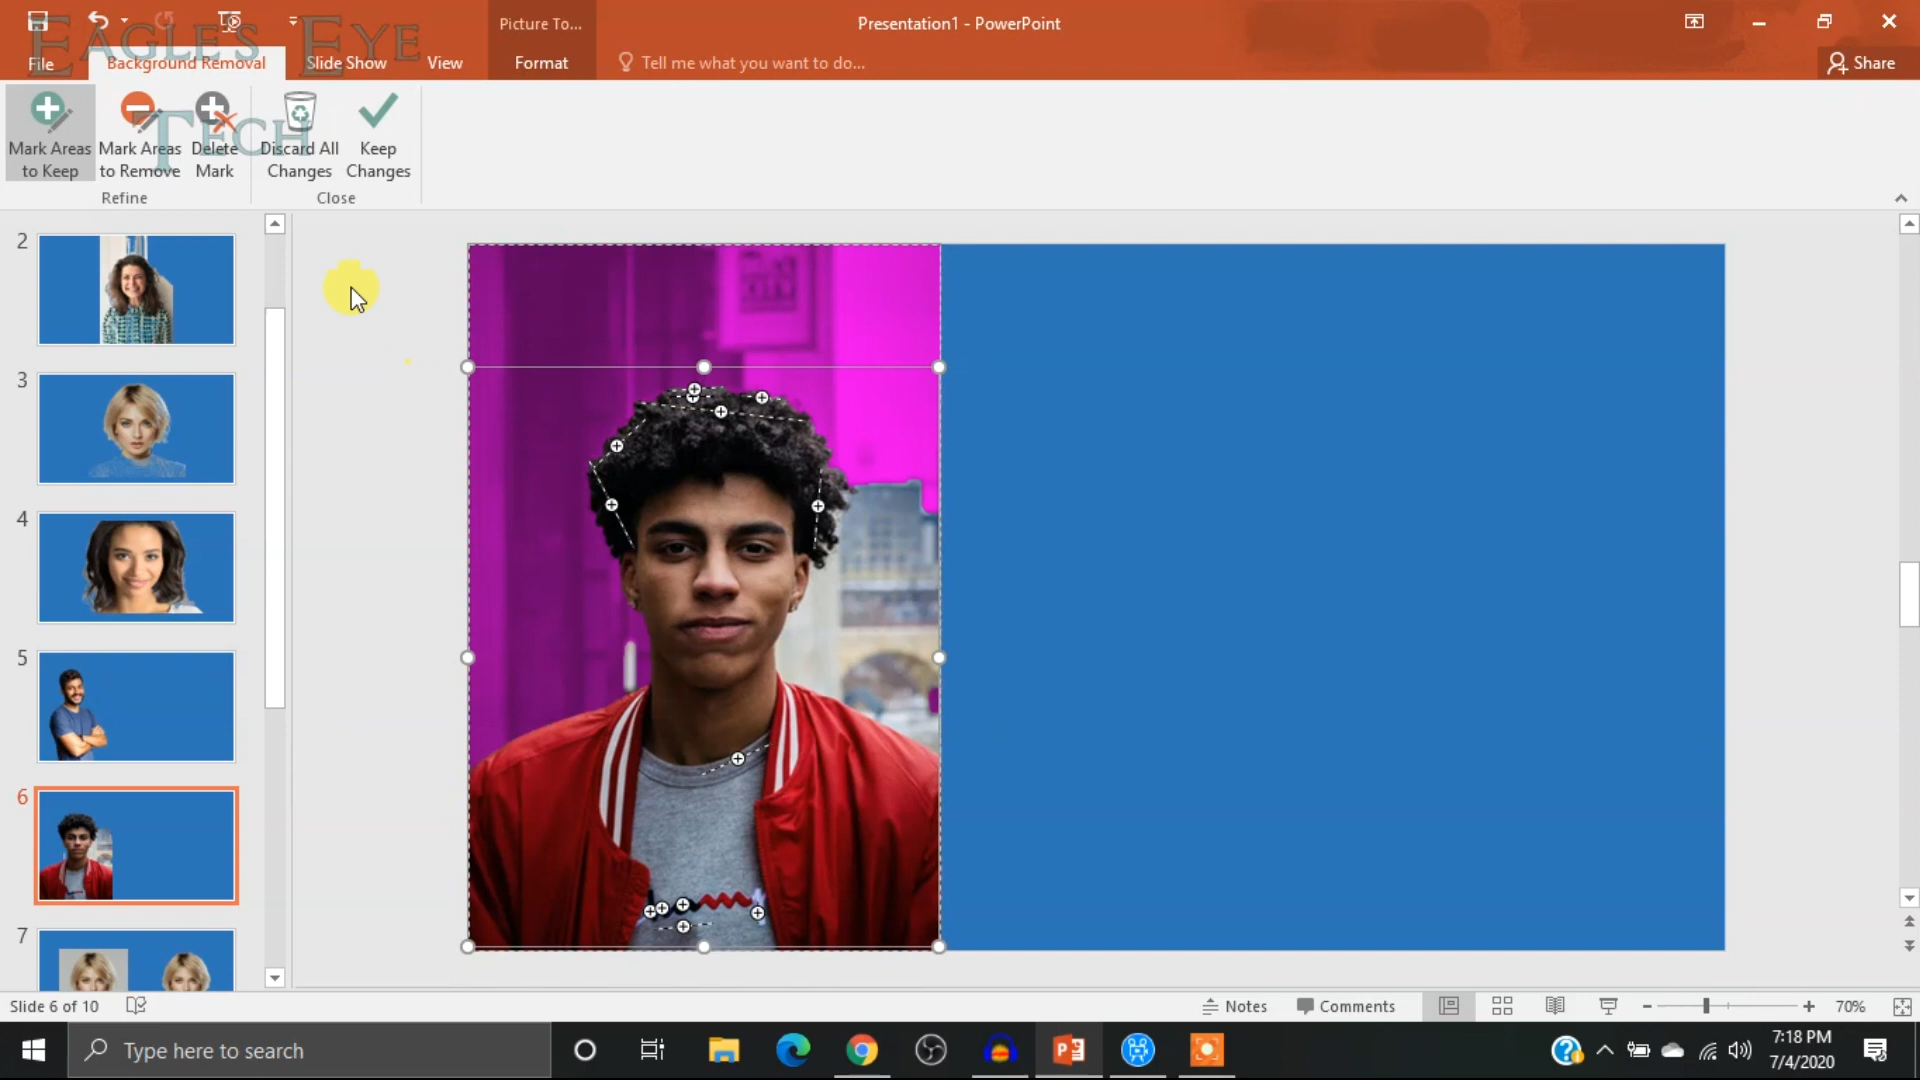 Picture To...
Presentation1 - PowerPoint
EAGLE'S EYE
TECH
File
Background Removal
Slide Show
View
Format
Tell me what you want to do...
Share
Mark Areas to Keep
Mark Areas to Remove
Delete Mark
Discard All Changes
Keep Changes
Refine
Close
2
3
4
5
6
7
Slide 6 of 10
Notes
Comments
70%
Type here to search
7:18 PM
7/4/2020